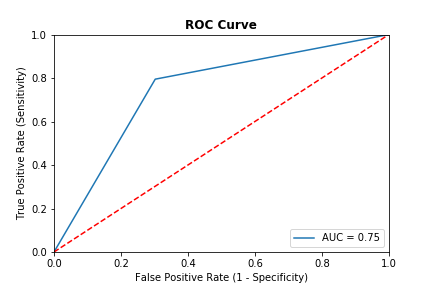 ROC Curve
1.0
0.8
0.6
0.4
0.2
0.0
True Positive Rate (Sensitivity)
AUC = 0.75
0.0 0.2 0.4 0.6 0.8 1.0
False Positive Rate (1 - Specificity)